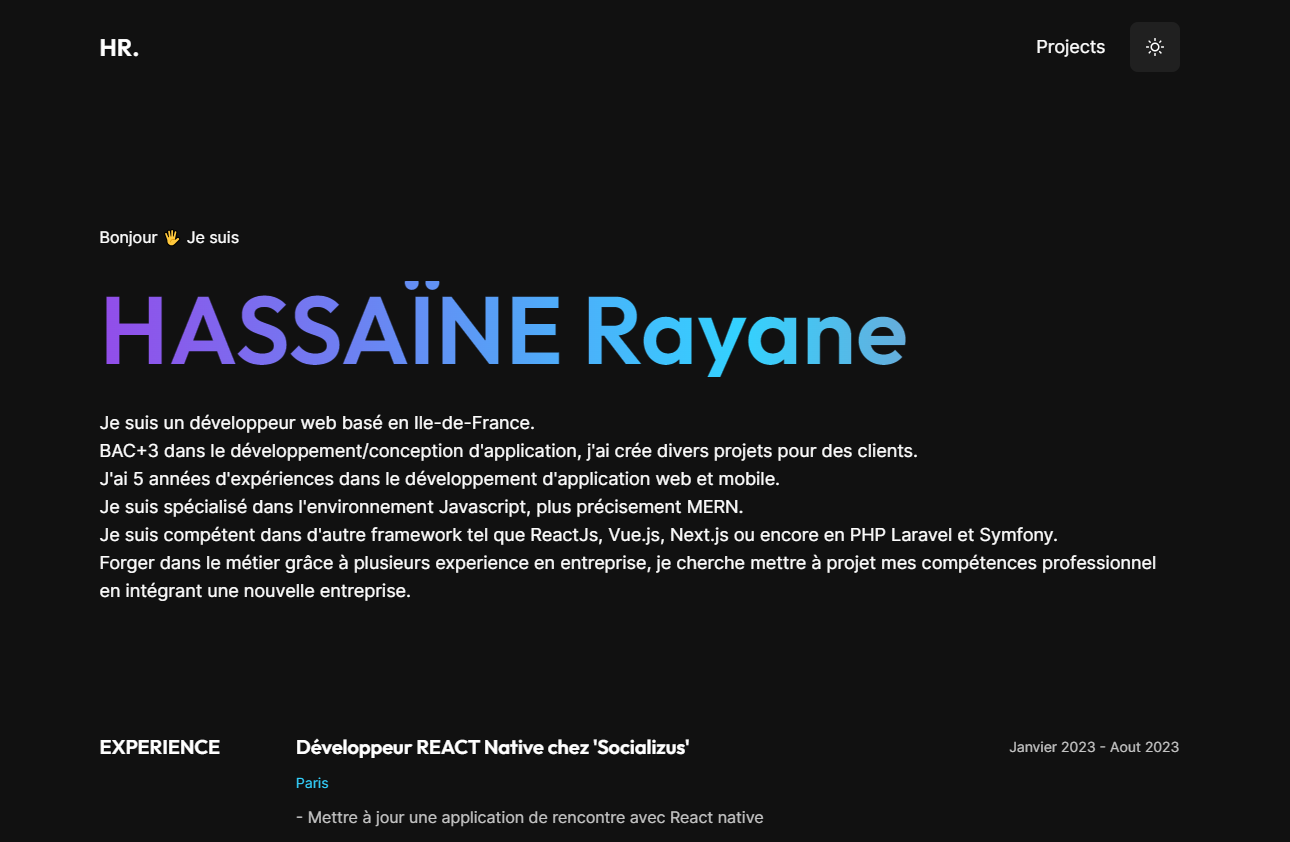 HR.
Projects
Bonjour 🖐 Je suis
HASSAÏNE Rayane
Je suis un développeur web basé en Ile-de-France.
BAC+3 dans le développement/conception d'application, j'ai crée divers projets pour des clients.
J'ai 5 années d'expériences dans le développement d'application web et mobile.
Je suis spécialisé dans l'environnement Javascript, plus précisement MERN.
Je suis compétent dans d'autre framework tel que ReactJs, Vue.js, Next.js ou encore en PHP Laravel et Symfony.
Forger dans le métier grâce à plusieurs experience en entreprise, je cherche mettre à projet mes compétences professionnel
en intégrant une nouvelle entreprise.
EXPERIENCE
Développeur REACT Native chez 'Socializus'
Janvier 2023 - Aout 2023
Paris
- Mettre à jour une application de rencontre avec React native